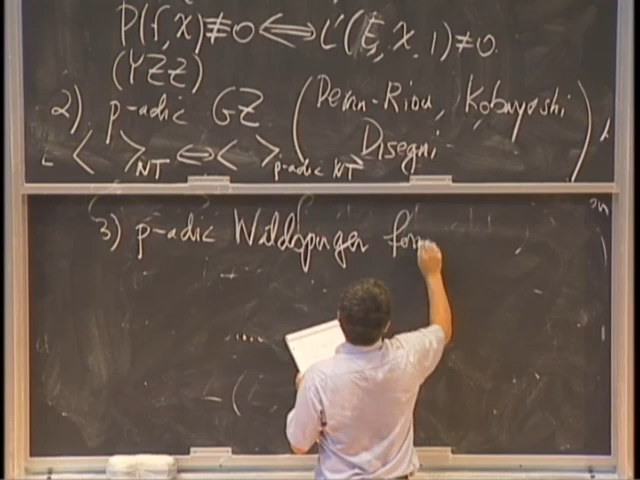 P(f,χ)≢0 ⟺ L'(E,χ,1)≠0.
(YZZ)
2) p-adic GZ (Perrin-Riou, Kobayashi,
< >_NT ⟺ < >_p-adic NT Disegni)
3) p-adic Waldspurger for